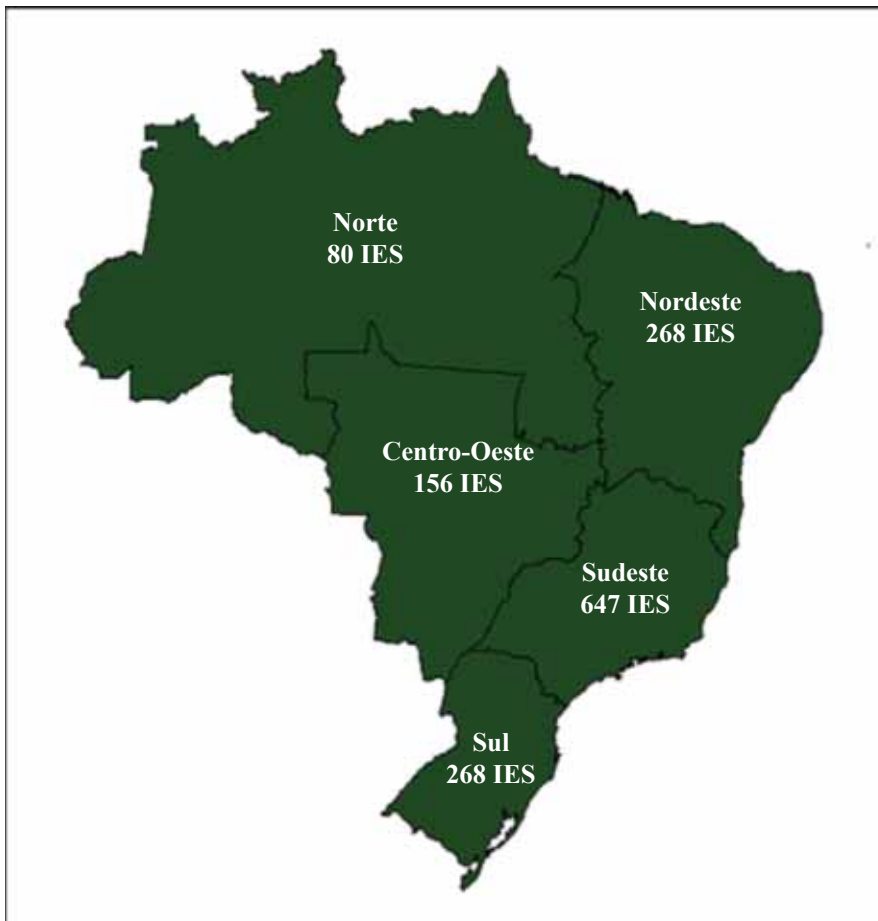 Norte
80 IES
Nordeste
268 IES
Centro-Oeste
156 IES
Sudeste
647 IES
Sul
268 IES